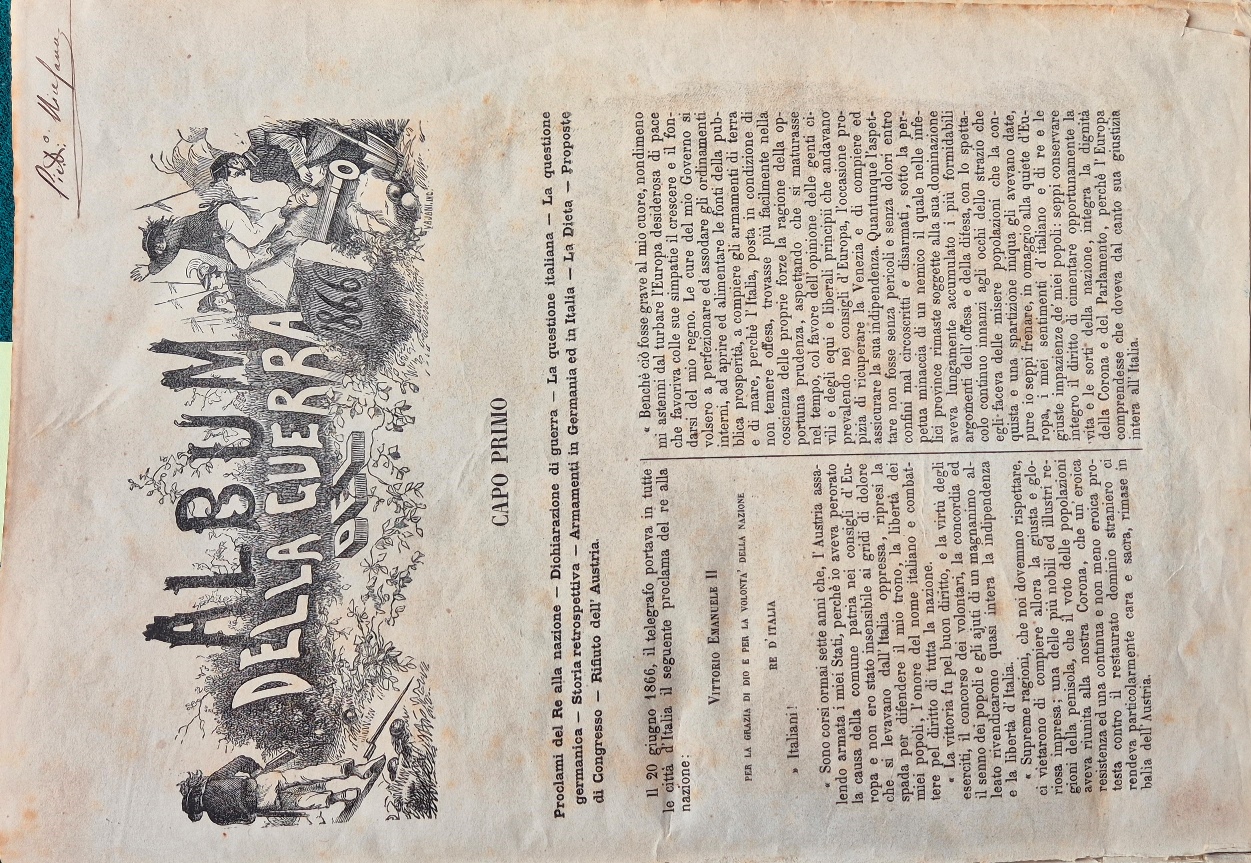 ALBUM
DELLA GUERRA
DEL
1866
CAPO PRIMO
Proclami del Re alla nazione — Dichiarazione di guerra — La questione italiana — La questione
germanica — Storia retrospettiva — Armamenti in Germania ed in Italia — La Dieta — Proposte
di Congresso — Rifiuto dell' Austria.
Il 20 giugno 1866, il telegrafo portava in tutte
le città d'Italia il seguente proclama del re alla
nazione:
VITTORIO EMANUELE II
PER LA GRAZIA DI DIO E PER LA VOLONTA' DELLA NAZIONE
RE D'ITALIA
» Italiani!
« Sono corsi ormai sette anni che, l'Austria assa-
lendo armata i miei Stati, perchè io aveva perorato
la causa della comune patria nei consigli d'Eu-
ropa e non ero stato insensibile ai gridi di dolore
che si levavano dall'Italia oppressa, ripresi la
spada per difendere il mio trono, la libertà dei
miei popoli, l'onore del nome italiano e combat-
tere pel diritto di tutta la nazione.
« La vittoria fu pel buon diritto, e la virtù degli
eserciti, il concorso dei volontari, la concordia ed
il senno dei popoli e gli ajuti di un magnanimo al-
leato rivendicarono quasi intera la indipendenza
e la libertà d'Italia.
« Supreme ragioni, che noi dovemmo rispettare,
ci vietarono di compiere allora la giusta e glo-
riosa impresa; una delle più nobili ed illustri re-
gioni della penisola, che il voto delle popolazioni
aveva riunita alla nostra Corona, che un eroica
resistenza ed una continua e non meno eroica pro-
testa contro il restaurato dominio straniero ci
rendeva particolarmente cara e sacra, rimase in
balìa dell'Austria.
« Benchè ciò fosse grave al mio cuore, nondimeno
mi astenni dal turbare l'Europa desiderosa di pace
che favoriva colle sue simpatie il crescere e il fon-
darsi del mio regno. Le cure del mio Governo si
volsero a perfezionare ed assodare gli ordinamenti
interni, ad aprire ed alimentare le fonti della pub-
blica prosperità, a compiere gli armamenti di terra
e di mare, perchè l'Italia, posta in condizione di
non temere offesa, trovasse più facilmente nella
coscienza delle proprie forze la ragione della op-
portuna prudenza, aspettando che si maturasse
nel tempo, col favore dell'opinione delle genti ci-
vili e degli equi e liberali principii che andavano
prevalendo nei consigli d'Europa, l'occasione pro-
pizia di ricuperare la Venezia e di compiere ed
assicurare la sua indipendenza. Quantunque l'aspet-
tare non fosse senza pericoli e senza dolori entro
confini mal circoscritti e disarmati, sotto la per-
petua minaccia di un nemico il quale nelle infe-
lici province rimaste soggette alla sua dominazione
aveva lungamente accumulato i più formidabili
argomenti dell'offesa e della difesa, con lo spetta-
colo continuo innanzi agli occhi dello strazio che
egli faceva delle misere popolazioni che la con-
quista e una spartizione iniqua gli avevano date,
pure io seppi frenare, in omaggio alla quiete d'Eu-
ropa, i miei sentimenti d'italiano e di re e le
giuste impazienze de' miei popoli: seppi conservare
integro il diritto di cimentare opportunamente la
vita e le sorti della nazione, integra la dignità
della Corona e del Parlamento, perchè l'Europa
comprendesse che doveva dal canto suo giustizia
intera all'Italia.